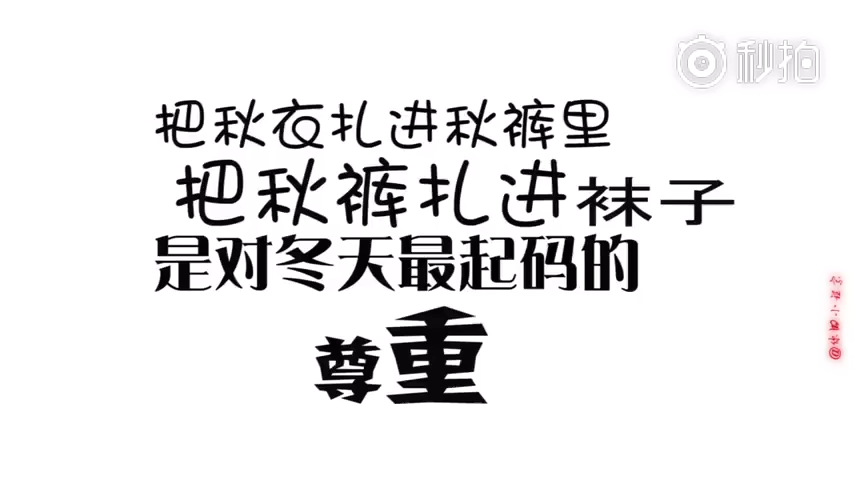 秒拍
把秋衣扎进秋裤里
把秋裤扎进袜子
是对冬天最起码的
尊重